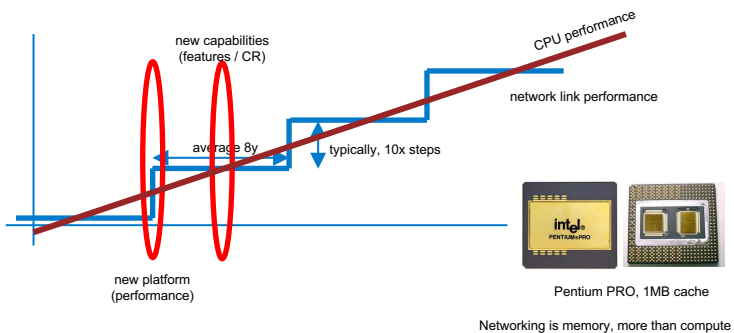 new capabilities
(features / CR)
CPU performance
network link performance
average 8y
typically, 10x steps
new platform
(performance)
intel®
PENTIUM®PRO
Pentium PRO, 1MB cache
Networking is memory, more than compute